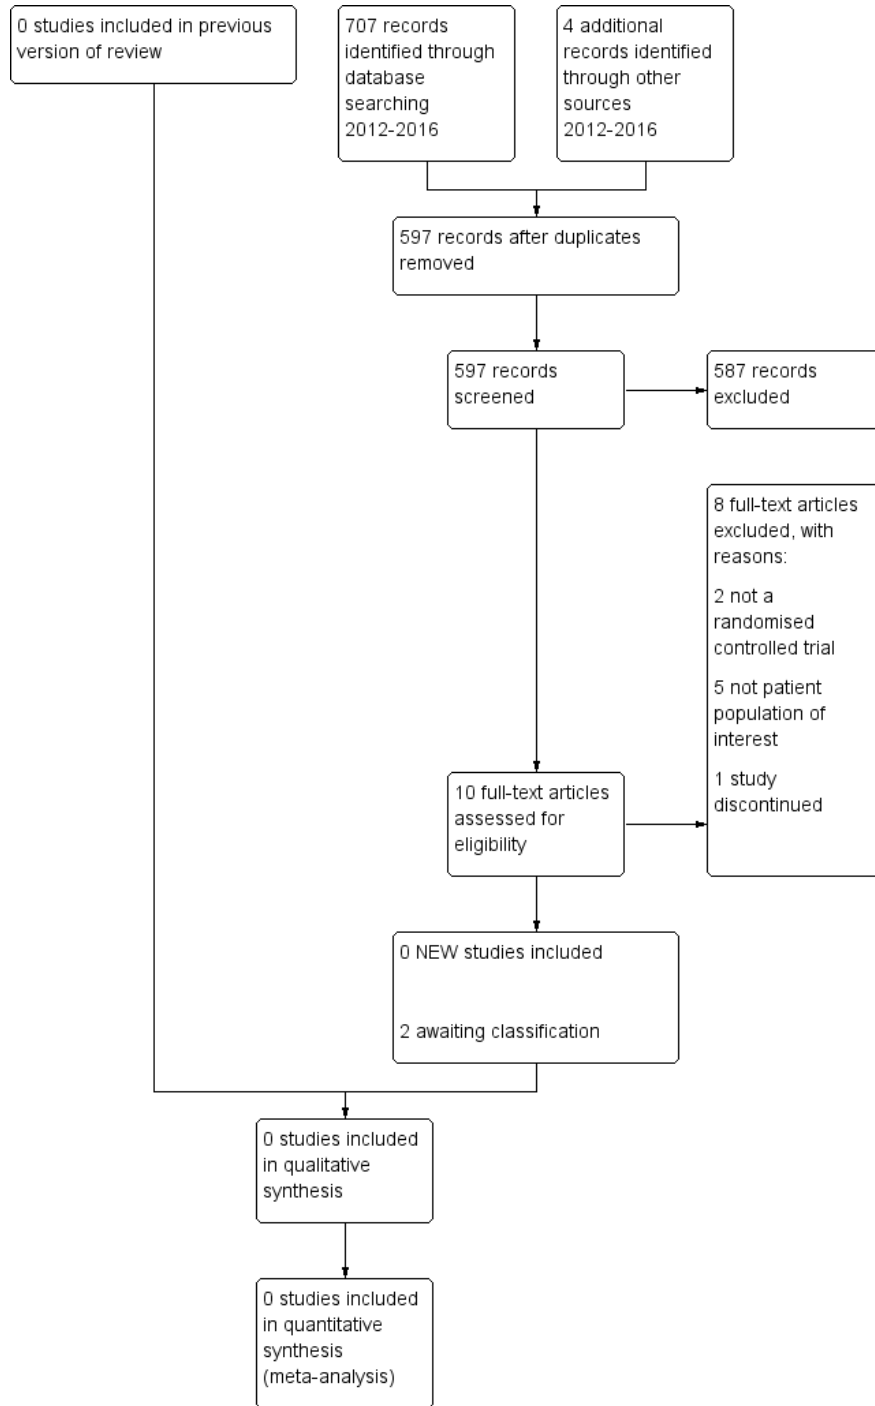 0 studies included in previous
version of review
707 records
identified through
database
searching
2012-2016
4 additional
records identified
through other
sources
2012-2016
597 records after duplicates
removed
597 records
screened
587 records
excluded
8 full-text articles
excluded, with
reasons:
2 not a
randomised
controlled trial
5 not patient
population of
interest
1 study
discontinued
10 full-text articles
assessed for
eligibility
0 NEW studies included
2 awaiting classification
0 studies included
in qualitative
synthesis
0 studies included
in quantitative
synthesis
(meta-analysis)